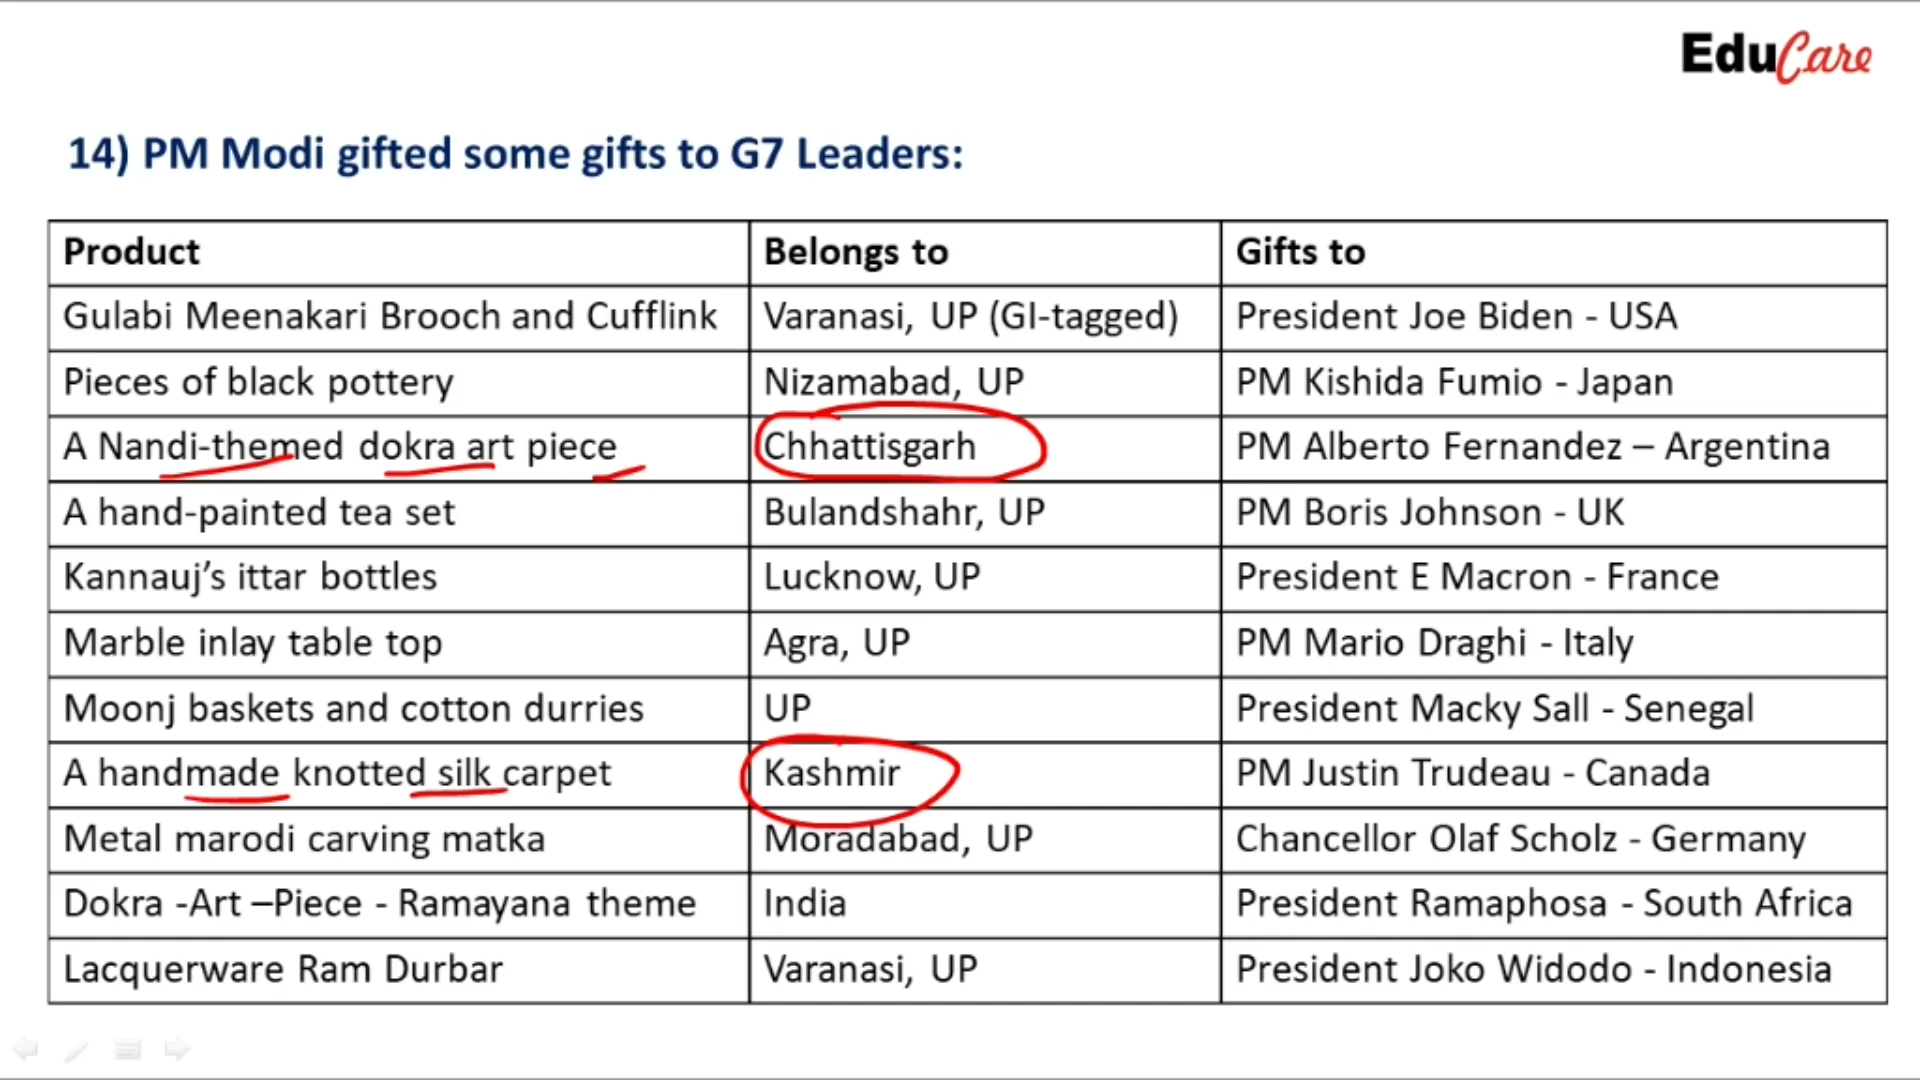 EduCare
14) PM Modi gifted some gifts to G7 Leaders:
Product Belongs to Gifts to
Gulabi Meenakari Brooch and Cufflink Varanasi, UP (GI-tagged) President Joe Biden - USA
Pieces of black pottery Nizamabad, UP PM Kishida Fumio - Japan
A Nandi-themed dokra art piece Chhattisgarh PM Alberto Fernandez – Argentina
A hand-painted tea set Bulandshahr, UP PM Boris Johnson - UK
Kannauj’s ittar bottles Lucknow, UP President E Macron - France
Marble inlay table top Agra, UP PM Mario Draghi - Italy
Moonj baskets and cotton durries UP President Macky Sall - Senegal
A handmade knotted silk carpet Kashmir PM Justin Trudeau - Canada
Metal marodi carving matka Moradabad, UP Chancellor Olaf Scholz - Germany
Dokra -Art –Piece - Ramayana theme India President Ramaphosa - South Africa
Lacquerware Ram Durbar Varanasi, UP President Joko Widodo - Indonesia